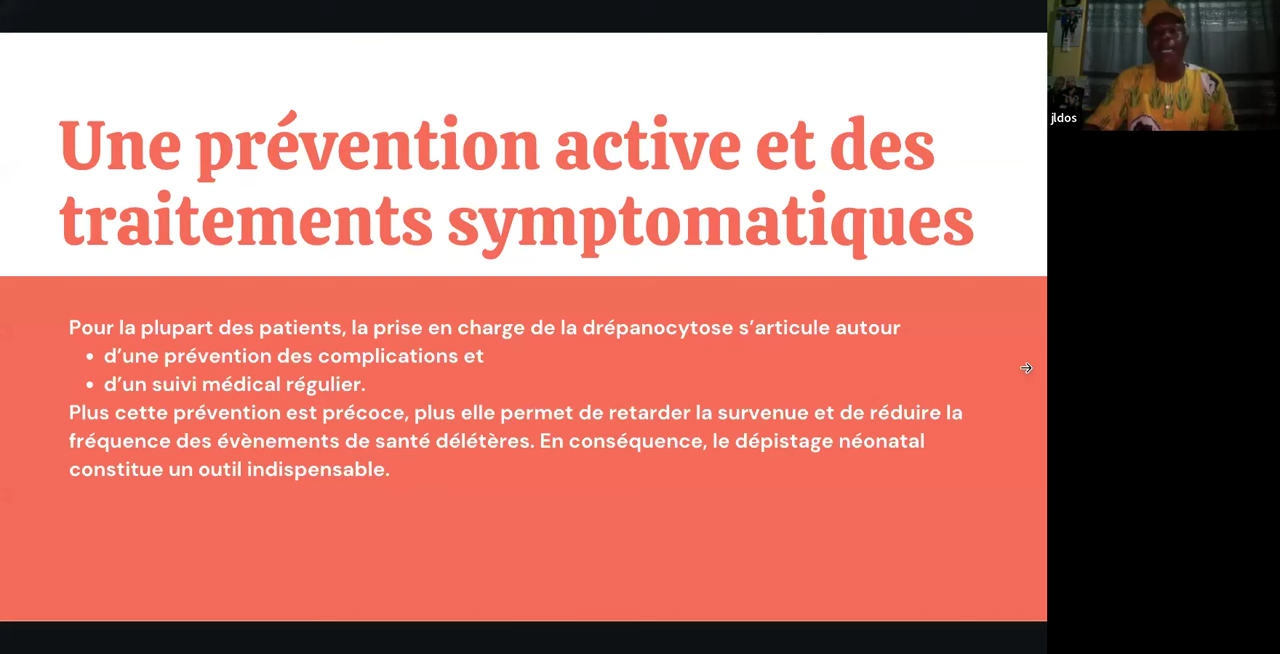 Une prévention active et des
traitements symptomatiques
Pour la plupart des patients, la prise en charge de la drépanocytose s’articule autour
• d’une prévention des complications et
• d’un suivi médical régulier.
Plus cette prévention est précoce, plus elle permet de retarder la survenue et de réduire la
fréquence des évènements de santé délétères. En conséquence, le dépistage néonatal
constitue un outil indispensable.
jldos